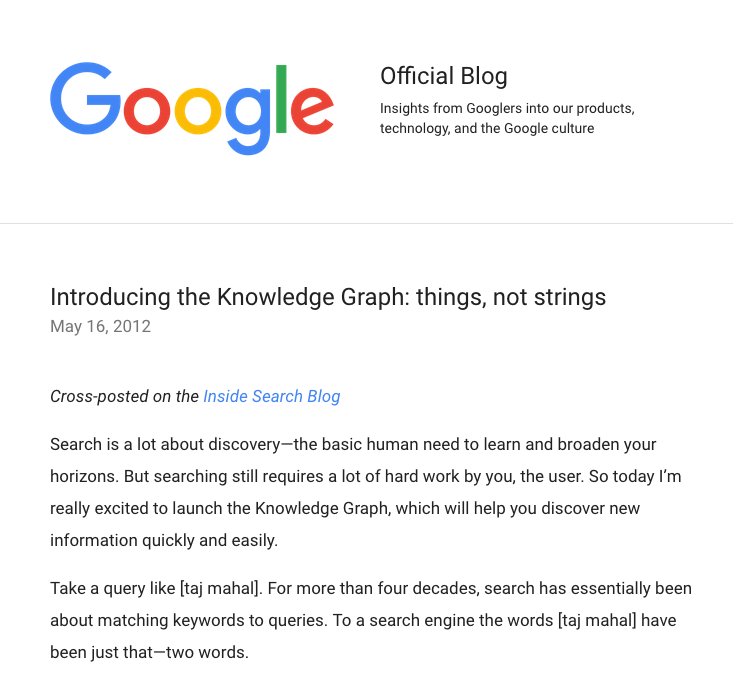 Google
Official Blog
Insights from Googlers into our products,
technology, and the Google culture
Introducing the Knowledge Graph: things, not strings
May 16, 2012
Cross-posted on the Inside Search Blog
Search is a lot about discovery—the basic human need to learn and broaden your
horizons. But searching still requires a lot of hard work by you, the user. So today I’m
really excited to launch the Knowledge Graph, which will help you discover new
information quickly and easily.
Take a query like [taj mahal]. For more than four decades, search has essentially been
about matching keywords to queries. To a search engine the words [taj mahal] have
been just that—two words.